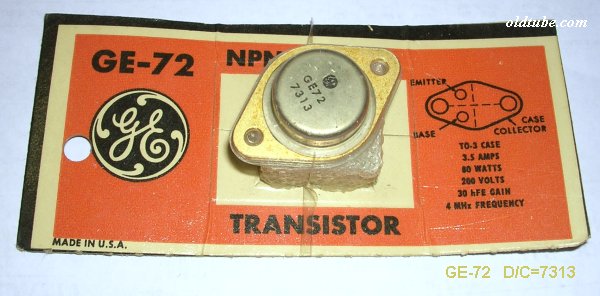 oldtube.com
GE-72 NPN
GE
GE72
7313
EMITTER
BASE
CASE
COLLECTOR
TO-3 CASE
3.5 AMPS
80 WATTS
200 VOLTS
30 hFE GAIN
4 MHz FREQUENCY
TRANSISTOR
MADE IN U.S.A.
GE-72 D/C=7313